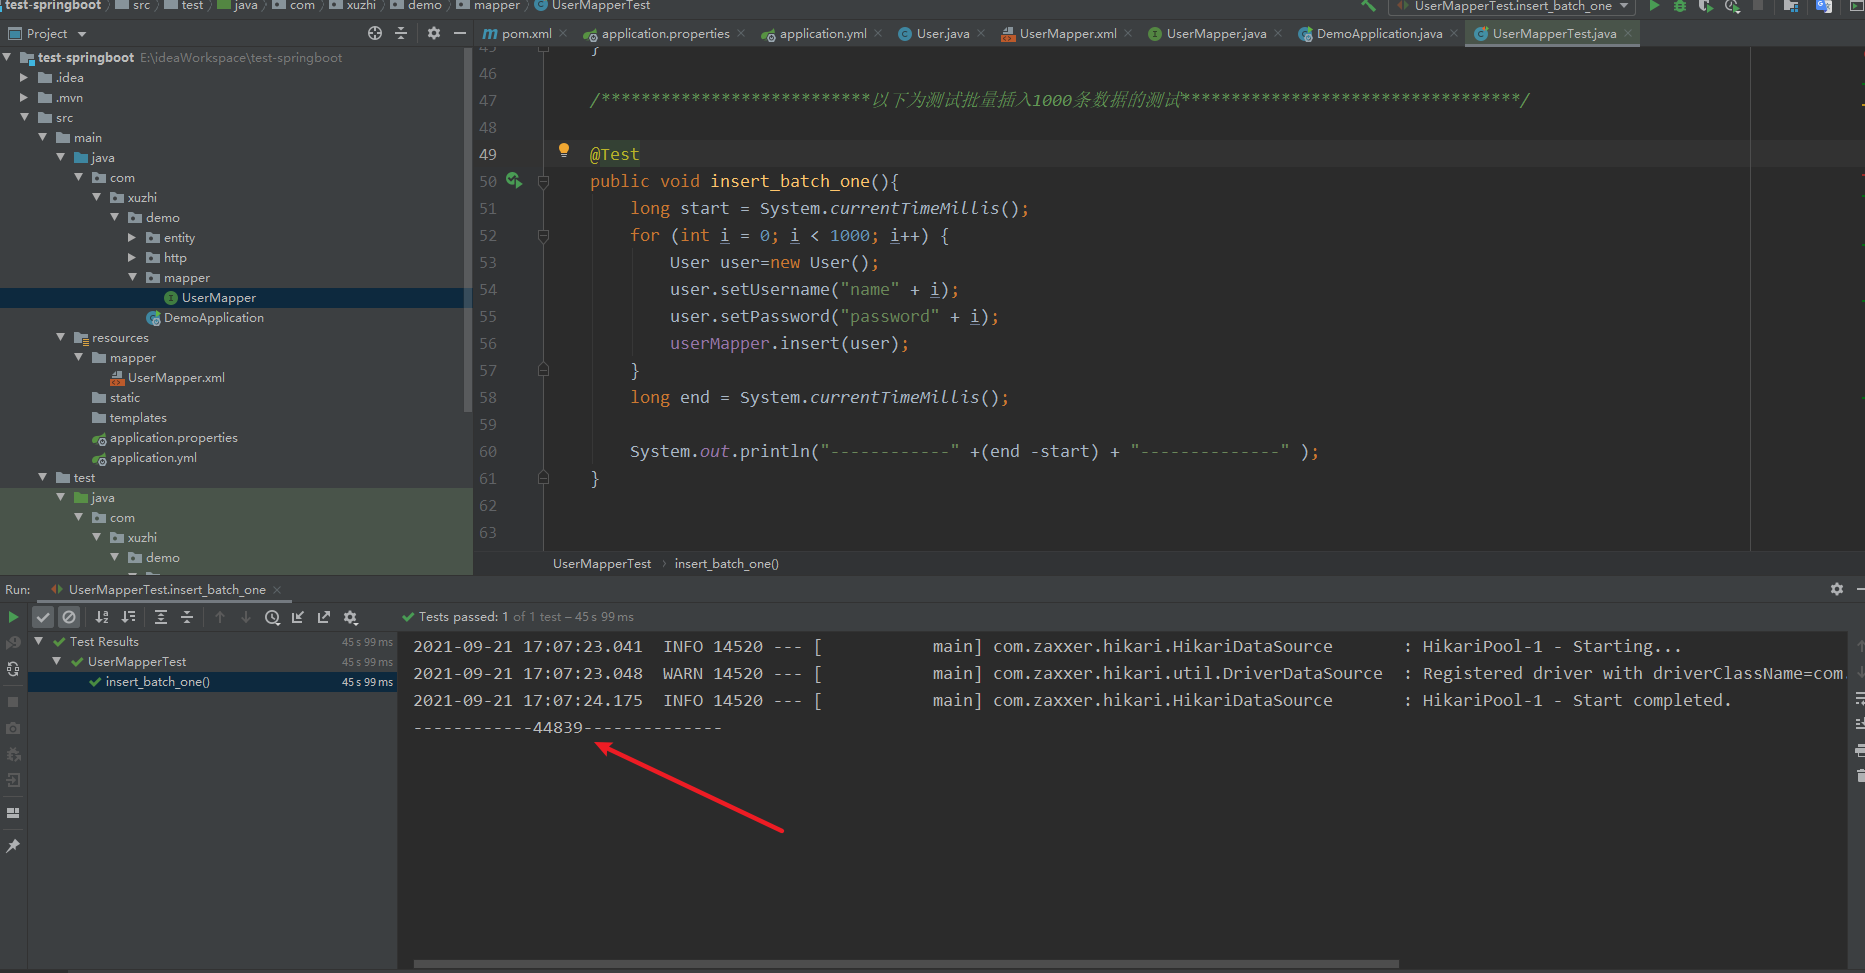 test-springboot src test java com xuzhi demo mapper UserMapperTest
UserMapperTest.insert_batch_one
Project
pom.xml application.properties application.yml User.java UserMapper.xml UserMapper.java DemoApplication.java UserMapperTest.java
test-springboot E:\ideaWorkspace\test-springboot
.idea
.mvn
src
main
java
com
xuzhi
demo
entity
http
mapper
UserMapper
DemoApplication
resources
mapper
UserMapper.xml
static
templates
application.properties
application.yml
test
java
com
xuzhi
demo
45 }
46
47 /***************************以下为测试批量插入1000条数据的测试**********************************/
48
49 @Test
50 public void insert_batch_one(){
51 long start = System.currentTimeMillis();
52 for (int i = 0; i < 1000; i++) {
53 User user=new User();
54 user.setUsername("name" + i);
55 user.setPassword("password" + i);
56 userMapper.insert(user);
57 }
58 long end = System.currentTimeMillis();
59
60 System.out.println("------------" +(end -start) + "--------------" );
61 }
62
63
UserMapperTest › insert_batch_one()
Run: UserMapperTest.insert_batch_one
Tests passed: 1 of 1 test – 45 s 99 ms
Test Results 45 s 99 ms
UserMapperTest 45 s 99 ms
insert_batch_one() 45 s 99 ms
2021-09-21 17:07:23.041 INFO 14520 --- [ main] com.zaxxer.hikari.HikariDataSource : HikariPool-1 - Starting...
2021-09-21 17:07:23.048 WARN 14520 --- [ main] com.zaxxer.hikari.util.DriverDataSource : Registered driver with driverClassName=com.
2021-09-21 17:07:24.175 INFO 14520 --- [ main] com.zaxxer.hikari.HikariDataSource : HikariPool-1 - Start completed.
------------44839--------------